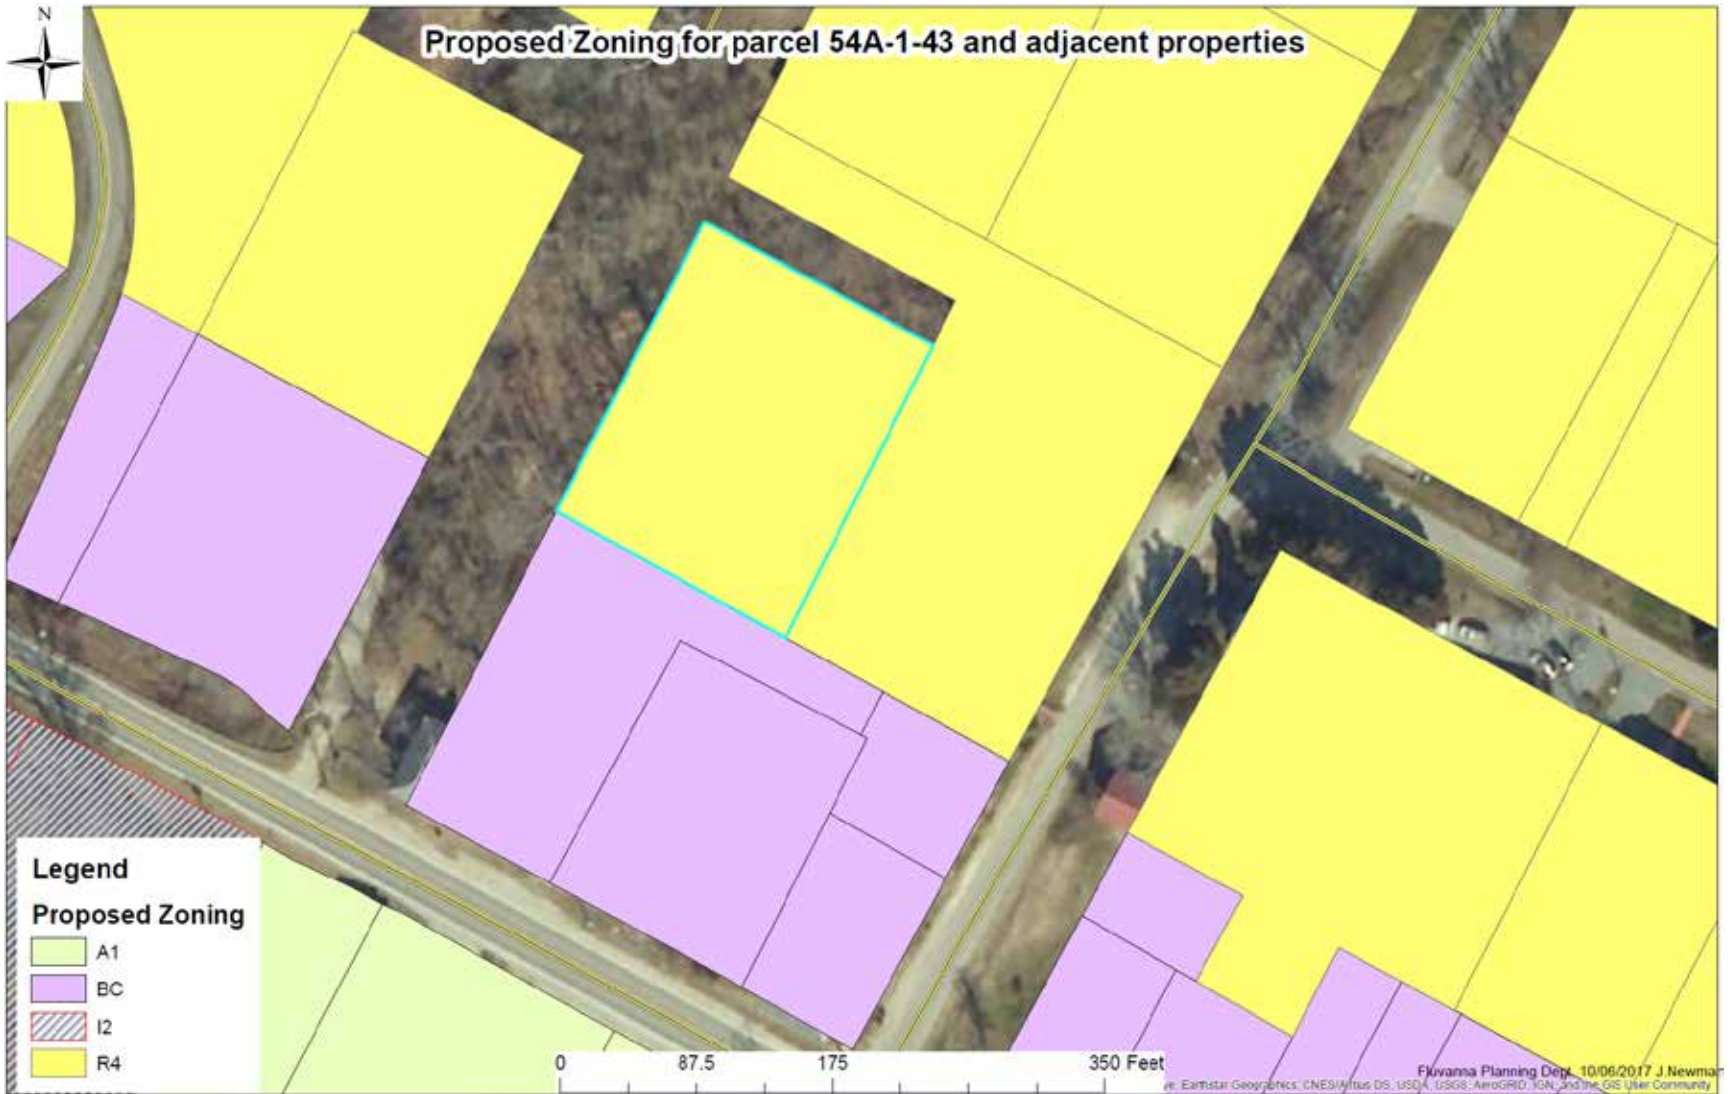 N
Proposed Zoning for parcel 54A-1-43 and adjacent properties
Legend
Proposed Zoning
A1
BC
I2
R4
0 87.5 175 350 Feet
Fluvanna Planning Dept. 10/06/2017 J.Newman
Earthstar Geographics, CNES/Airbus DS, USDA, USGS, AeroGRID, IGN, and the GIS User Community